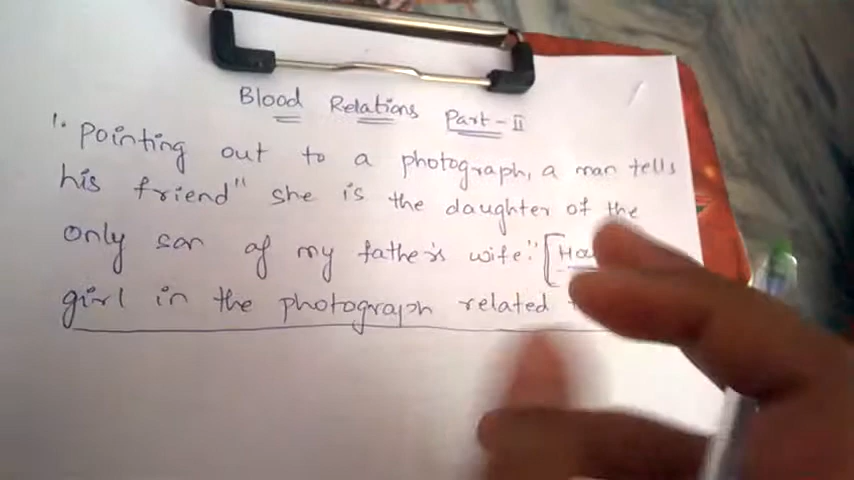 Blood Relations Part-II
1. Pointing out to a photograph, a man tells
his friend" she is the daughter of the
only son of my father's wife". [
girl in the photograph related